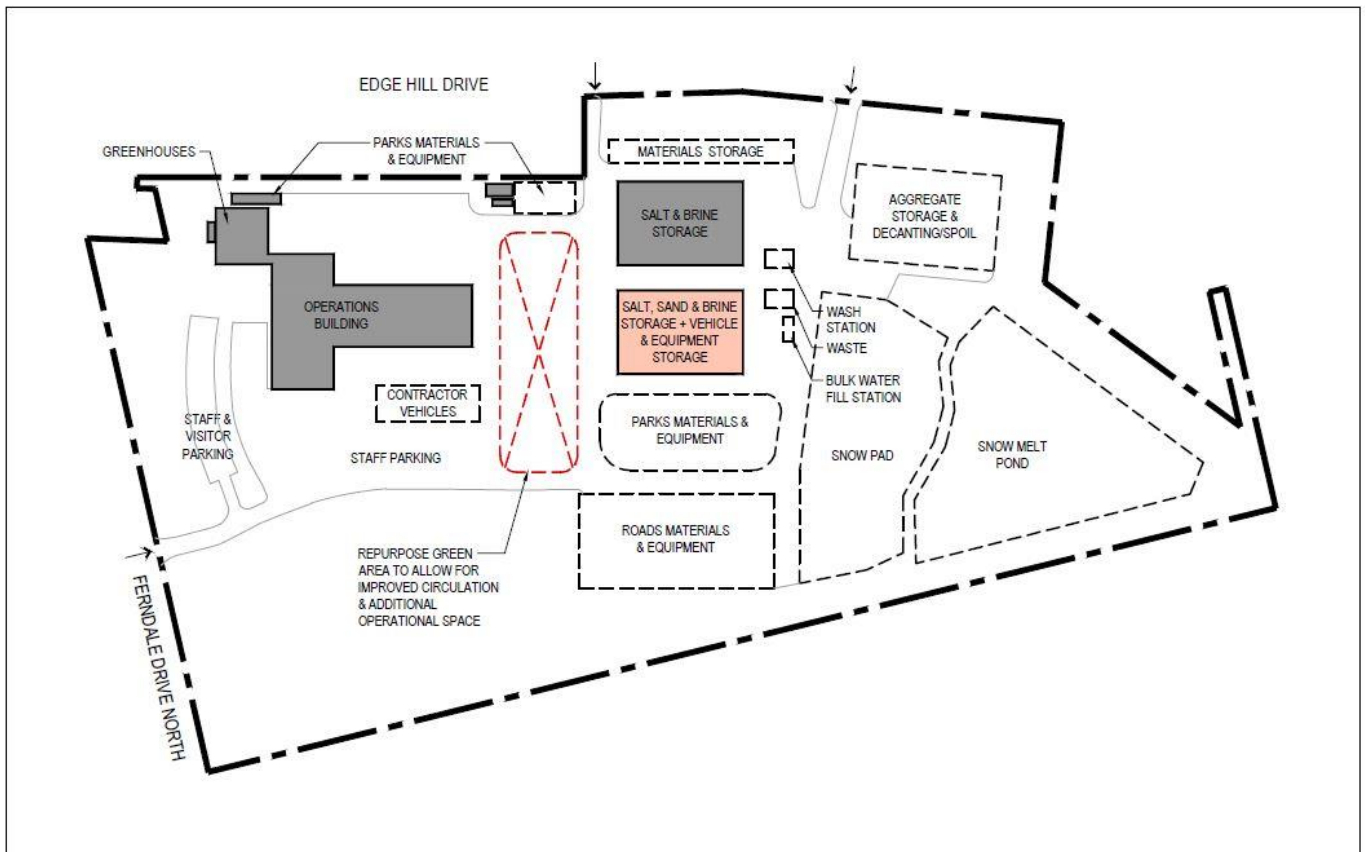 EDGE HILL DRIVE
GREENHOUSES
PARKS MATERIALS
& EQUIPMENT
MATERIALS STORAGE
SALT & BRINE
STORAGE
AGGREGATE
STORAGE &
DECANTING/SPOIL
OPERATIONS
BUILDING
SALT, SAND & BRINE
STORAGE + VEHICLE
& EQUIPMENT
STORAGE
WASH
STATION
WASTE
BULK WATER
FILL STATION
CONTRACTOR
VEHICLES
STAFF &
VISITOR
PARKING
STAFF PARKING
PARKS MATERIALS &
EQUIPMENT
SNOW PAD
SNOW MELT
POND
ROADS MATERIALS
& EQUIPMENT
REPURPOSE GREEN
AREA TO ALLOW FOR
IMPROVED CIRCULATION
& ADDITIONAL
OPERATIONAL SPACE
FERNDALE DRIVE NORTH